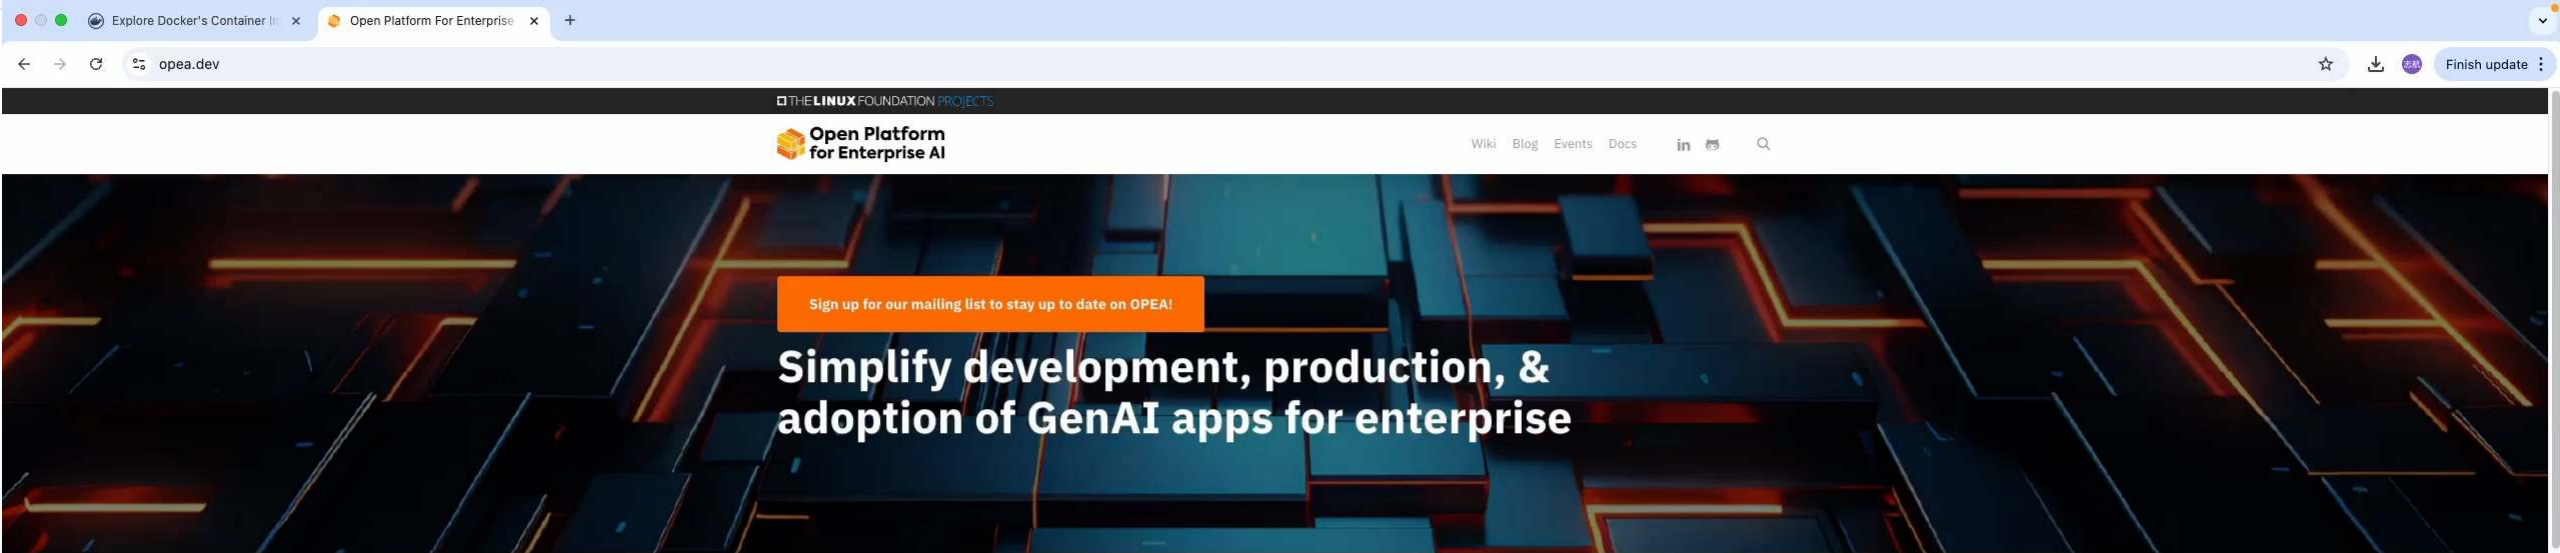 Explore Docker's Container In
Open Platform For Enterprise
opea.dev
Finish update
THE LINUX FOUNDATION PROJECTS
Open Platform
for Enterprise AI
Wiki Blog Events Docs
in
Sign up for our mailing list to stay up to date on OPEA!
Simplify development, production, &
adoption of GenAI apps for enterprise